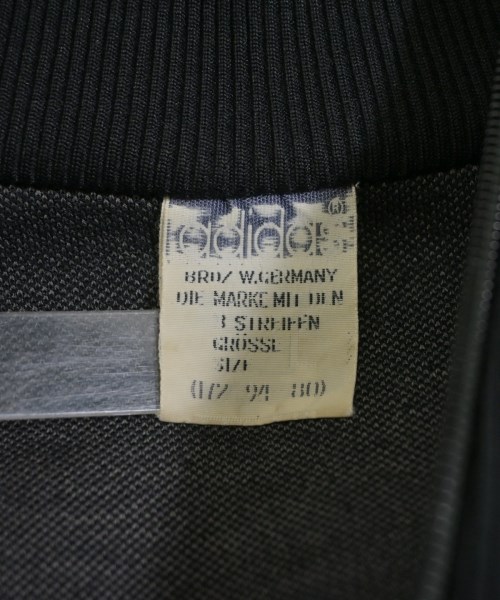 adidas ®
BRD/ W.GERMANY
DIE MARKE MIT DEN
3 STREIFEN
GRÖSSE
SIZE
(172 94 80)